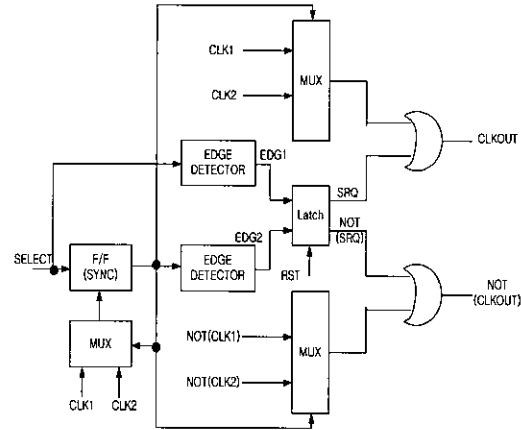 CLK1
CLK2
MUX
CLKOUT
EDGE
DETECTOR
EDG1
SRQ
Latch
NOT
(SRQ)
SELECT
F/F
(SYNC)
EDG2
EDGE
DETECTOR
RST
NOT
(CLKOUT)
MUX
NOT(CLK1)
NOT(CLK2)
MUX
CLK1
CLK2